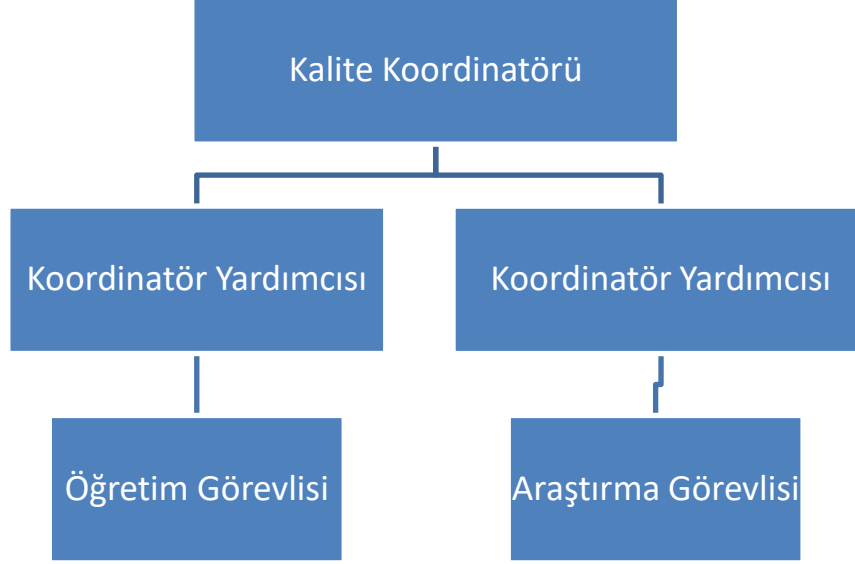 Kalite Koordinatörü
Koordinatör Yardımcısı
Koordinatör Yardımcısı
Öğretim Görevlisi
Araştırma Görevlisi